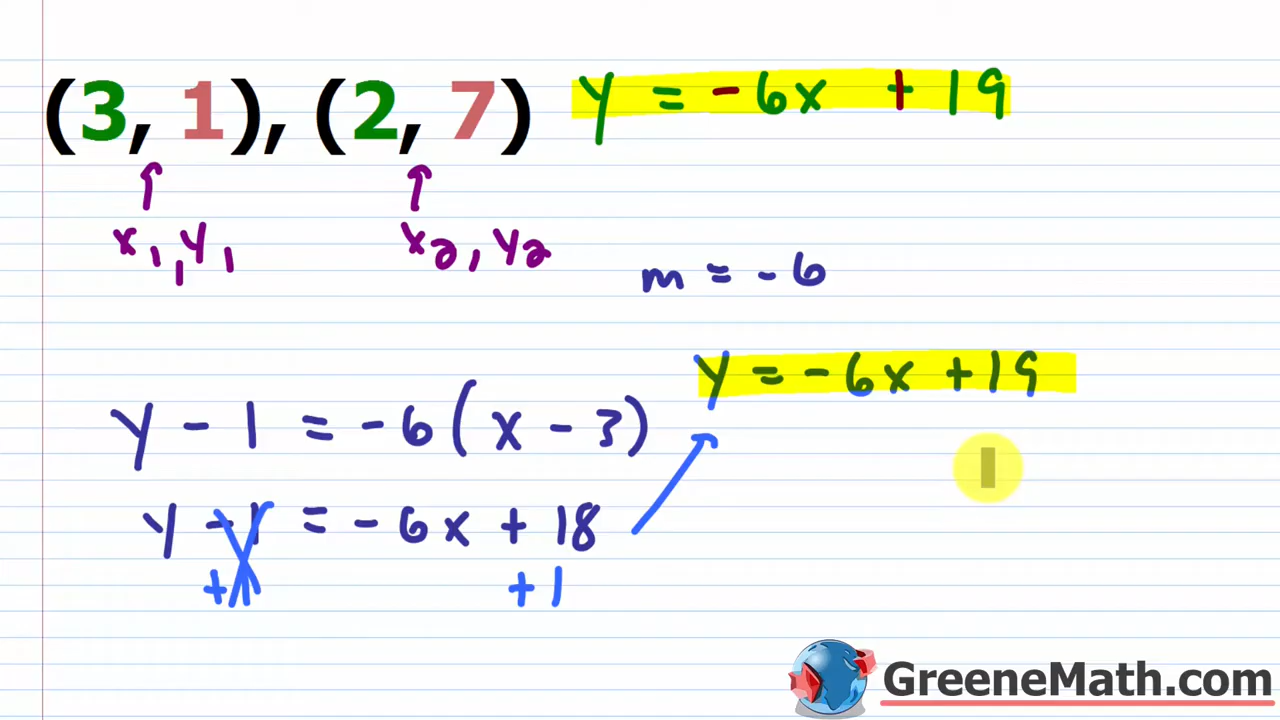 (3, 1), (2, 7) y = -6x + 19
x₁, y₁ x₂, y₂
m = -6
y = -6x + 19
y - 1 = -6(x - 3)
y - 1 = -6x + 18
+1 +1
GreeneMath.com